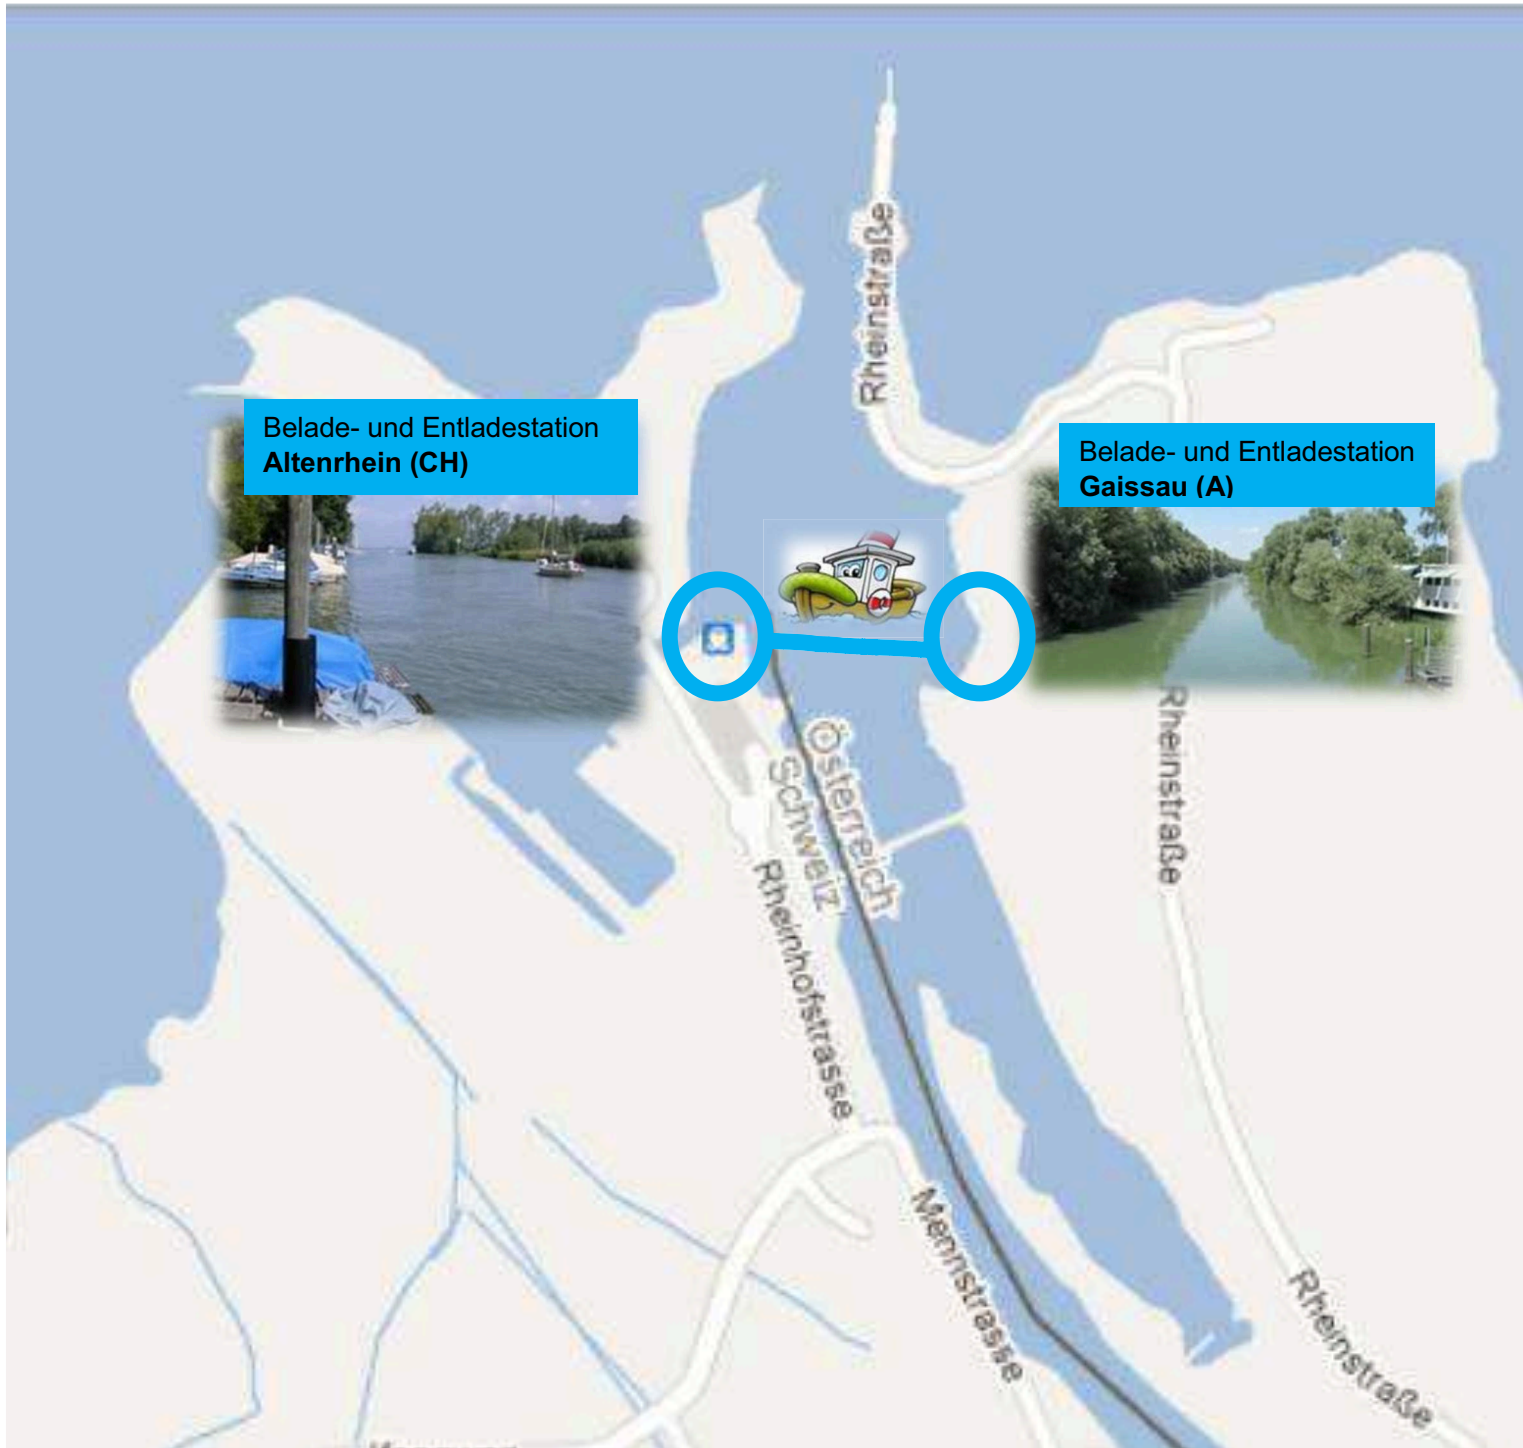 Rheinstraße
Belade- und Entladestation
Altenrhein (CH)
Belade- und Entladestation
Gaissau (A)
Österreich
Schweiz
Rheinstraße
Rheinhofstrasse
Mennstrasse
Rheinstraße